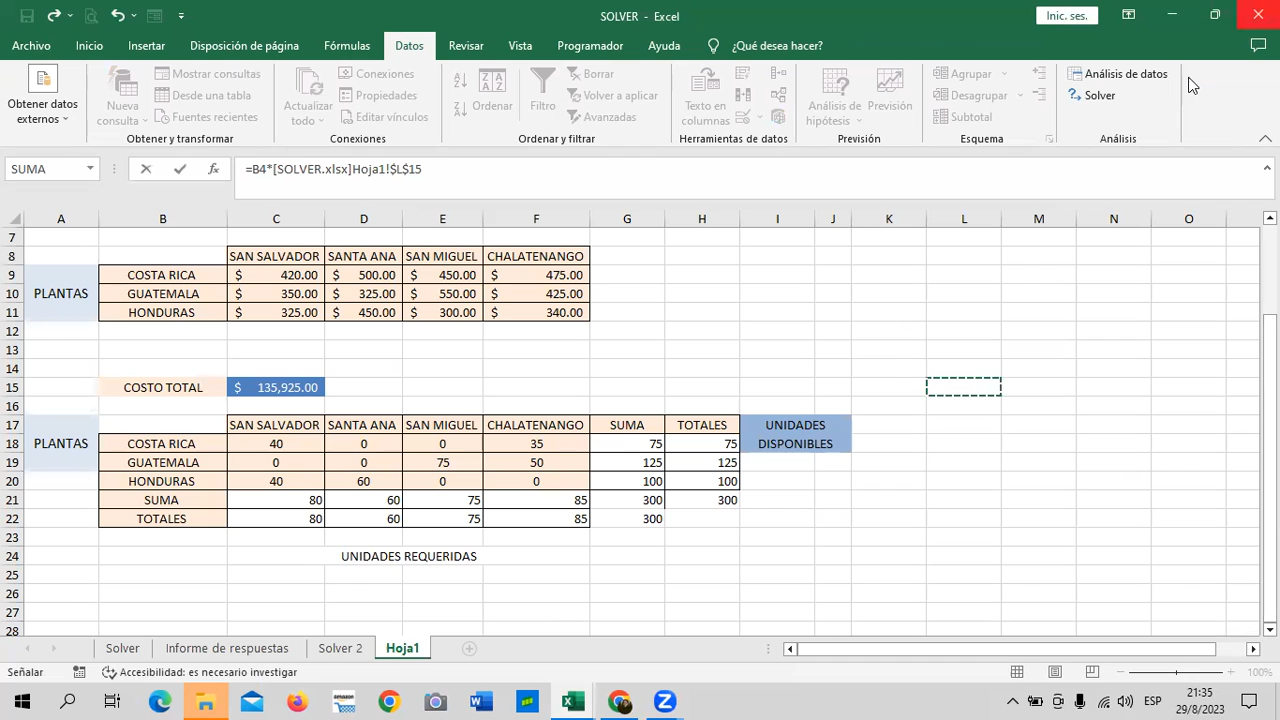 SOLVER - Excel
Inic. ses.
Archivo Inicio Insertar Disposición de página Fórmulas Datos Revisar Vista Programador Ayuda ¿Qué desea hacer?
Obtener datos externos
Nueva consulta
Mostrar consultas
Desde una tabla
Fuentes recientes
Obtener y transformar
Actualizar todo
Conexiones
Propiedades
Editar vínculos
Conexiones
Ordenar
Filtro
Borrar
Volver a aplicar
Avanzadas
Ordenar y filtrar
Texto en columnas
Herramientas de datos
Análisis de hipótesis
Previsión
Previsión
Agrupar
Desagrupar
Subtotal
Esquema
Análisis de datos
Solver
Análisis
SUMA =B4*[SOLVER.xlsx]Hoja1!$L$15
A B C D E F G H I J K L M N O
7
8 SAN SALVADOR SANTA ANA SAN MIGUEL CHALATENANGO
9 COSTA RICA $ 420.00 $ 500.00 $ 450.00 $ 475.00
10 PLANTAS GUATEMALA $ 350.00 $ 325.00 $ 550.00 $ 425.00
11 HONDURAS $ 325.00 $ 450.00 $ 300.00 $ 340.00
12
13
14
15 COSTO TOTAL $ 135,925.00
16
17 SAN SALVADOR SANTA ANA SAN MIGUEL CHALATENANGO SUMA TOTALES UNIDADES
18 PLANTAS COSTA RICA 40 0 0 35 75 75 DISPONIBLES
19 GUATEMALA 0 0 75 50 125 125
20 HONDURAS 40 60 0 0 100 100
21 SUMA 80 60 75 85 300 300
22 TOTALES 80 60 75 85 300
23
24 UNIDADES REQUERIDAS
25
26
27
28
Solver Informe de respuestas Solver 2 Hoja1
Señalar Accesibilidad: es necesario investigar 100%
ESP
21:35
29/8/2023